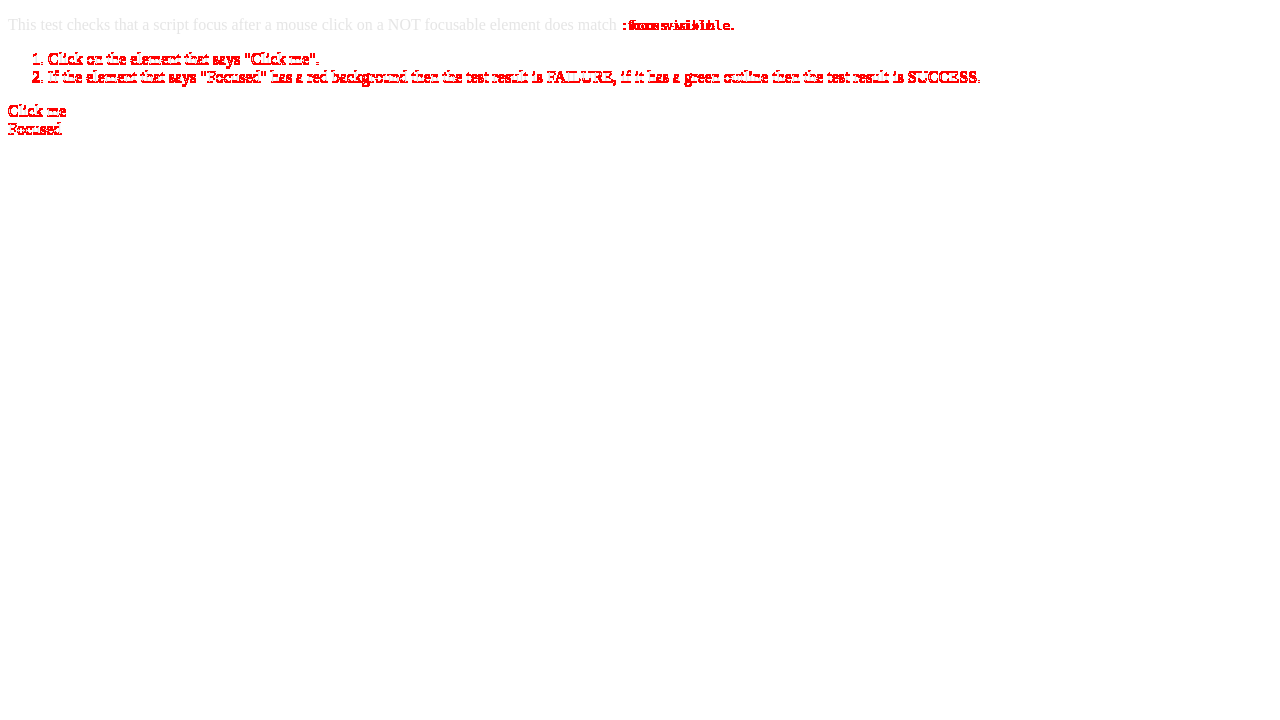 This test checks that a script focus after a mouse click on a NOT focusable element does match :focus-visible.
1. Click on the element that says "Click me".
2. If the element that says "Focused" has a red background then the test result is FAILURE, if it has a green outline then the test result is SUCCESS.
Click me
Focused